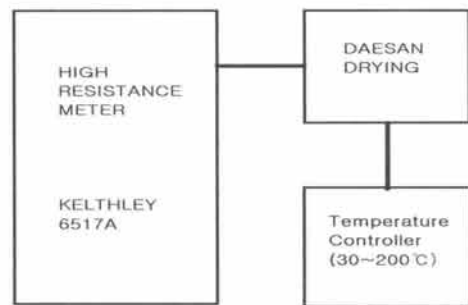 HIGH
RESISTANCE
METER
KELTHLEY
6517A
DAESAN
DRYING
Temperature
Controller
(30~200℃)